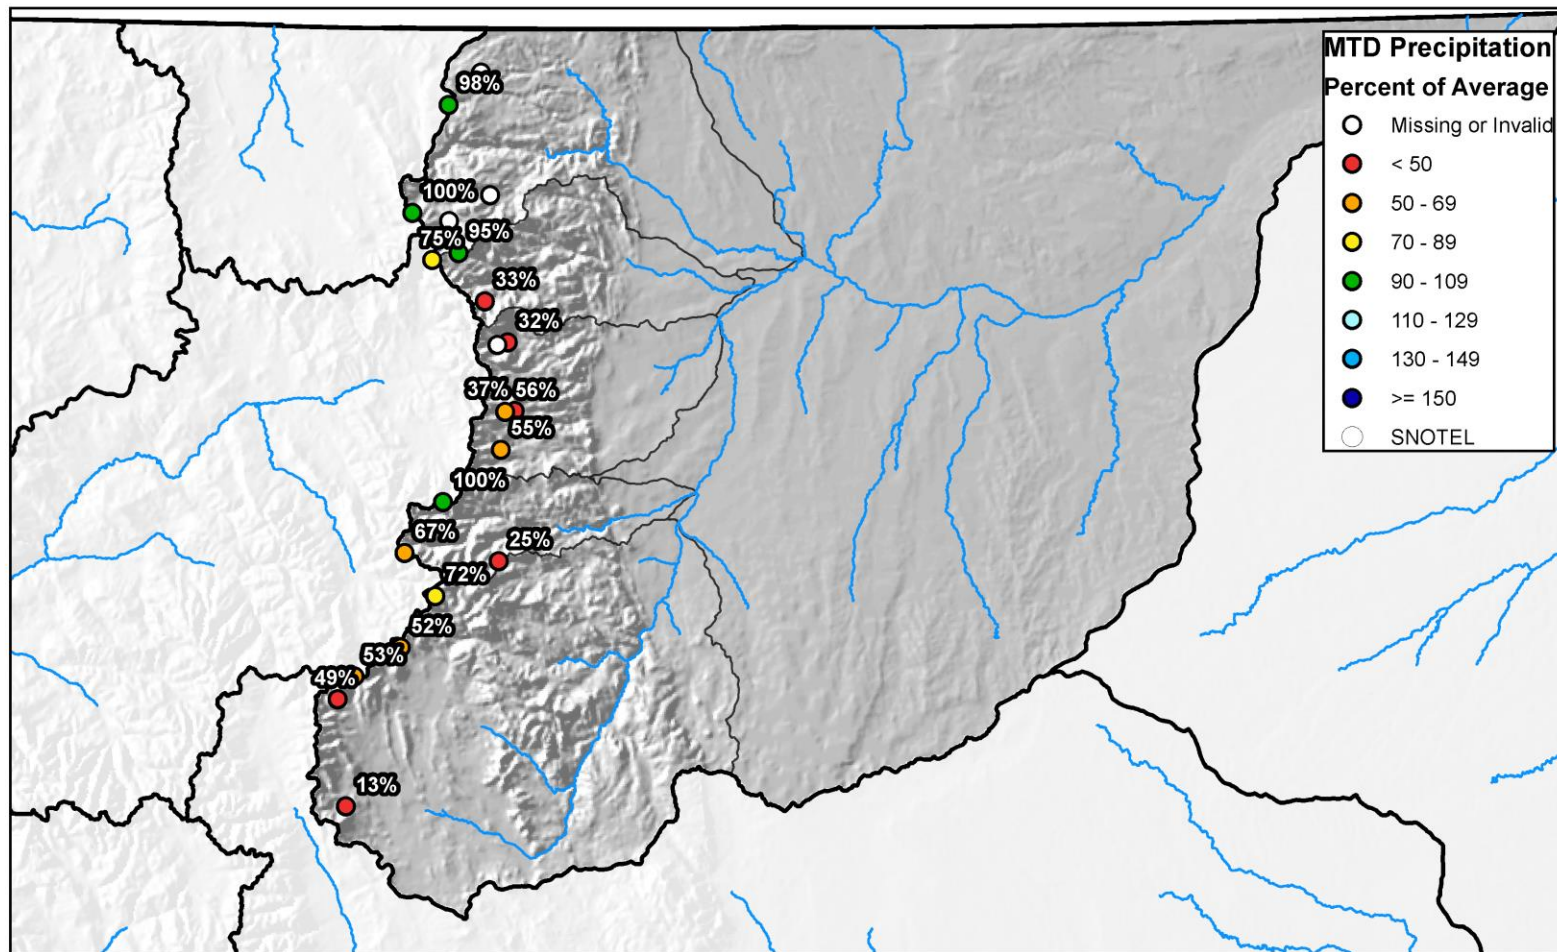 MTD Precipitation
Percent of Average
Missing or Invalid
< 50
50 - 69
70 - 89
90 - 109
110 - 129
130 - 149
>= 150
SNOTEL
98%
100%
95%
75%
33%
32%
37% 56%
55%
100%
67%
25%
72%
52%
53%
49%
13%